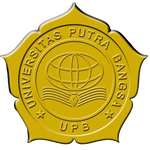 ★ UNIVERSITAS PUTRA BANGSA ★
UPB